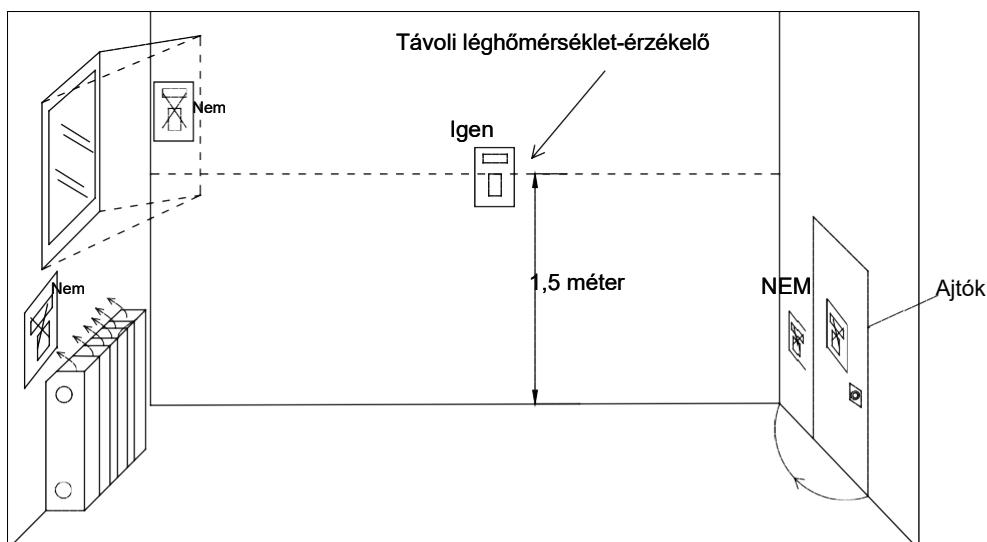 Távoli léghőmérséklet-érzékelő
Nem
Igen
1,5 méter
Nem
NEM
Ajtók